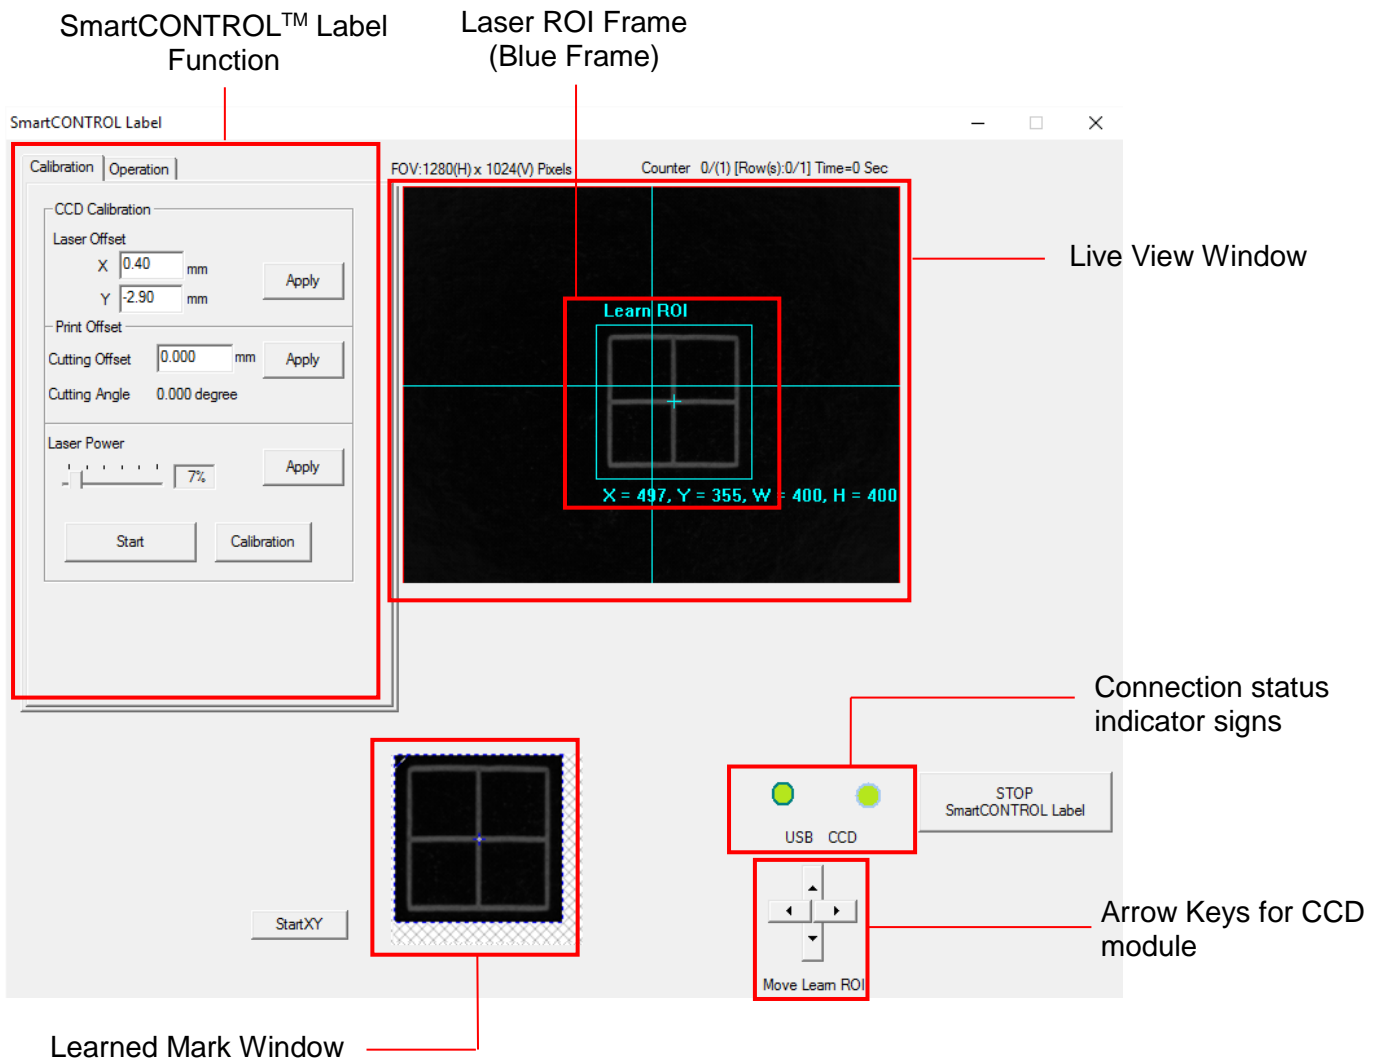 SmartCONTROL™ Label
Function
Laser ROI Frame
(Blue Frame)
SmartCONTROL Label
Calibration
Operation
FOV:1280(H) x 1024(V) Pixels
Counter 0/(1) [Row(s):0/1] Time=0 Sec
CCD Calibration
Laser Offset
X 0.40 mm
Y -2.90 mm
Apply
Print Offset
Cutting Offset 0.000 mm
Apply
Cutting Angle 0.000 degree
Laser Power
7%
Apply
Start
Calibration
Learn ROI
X = 497, Y = 355, W = 400, H = 400
Live View Window
Connection status
indicator signs
USB CCD
STOP
SmartCONTROL Label
StartXY
Move Learn ROI
Arrow Keys for CCD
module
Learned Mark Window